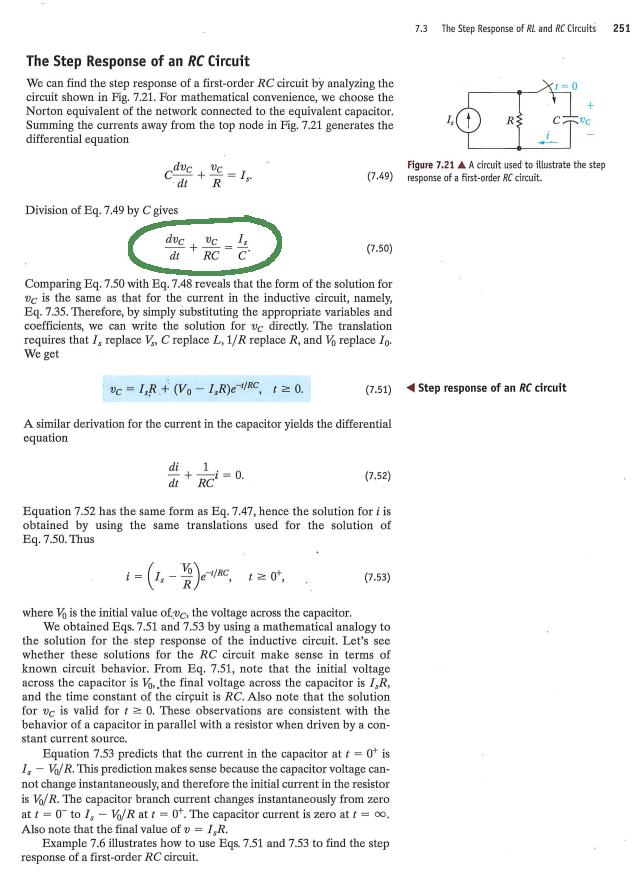 7.3 The Step Response of RL and RC Circuits 251
The Step Response of an RC Circuit
We can find the step response of a first-order RC circuit by analyzing the
circuit shown in Fig. 7.21. For mathematical convenience, we choose the
Norton equivalent of the network connected to the equivalent capacitor.
Summing the currents away from the top node in Fig. 7.21 generates the
differential equation
C dv_C/dt + v_C/R = I_s. (7.49)
t = 0
I_s
R
C
+
v_C
−
i
Figure 7.21 ▲ A circuit used to illustrate the step
response of a first-order RC circuit.
Division of Eq. 7.49 by C gives
dv_C/dt + v_C/RC = I_s/C. (7.50)
Comparing Eq. 7.50 with Eq. 7.48 reveals that the form of the solution for
v_C is the same as that for the current in the inductive circuit, namely,
Eq. 7.35. Therefore, by simply substituting the appropriate variables and
coefficients, we can write the solution for v_C directly. The translation
requires that I_s replace V_s, C replace L, 1/R replace R, and V_0 replace I_0.
We get
v_C = I_sR + (V_0 − I_sR)e^{−t/RC}, t ≥ 0. (7.51)
◀ Step response of an RC circuit
A similar derivation for the current in the capacitor yields the differential
equation
di/dt + 1/RC i = 0. (7.52)
Equation 7.52 has the same form as Eq. 7.47, hence the solution for i is
obtained by using the same translations used for the solution of
Eq. 7.50. Thus
i = (I_s − V_0/R)e^{−t/RC}, t ≥ 0⁺, (7.53)
where V_0 is the initial value of v_C, the voltage across the capacitor.
We obtained Eqs. 7.51 and 7.53 by using a mathematical analogy to
the solution for the step response of the inductive circuit. Let's see
whether these solutions for the RC circuit make sense in terms of
known circuit behavior. From Eq. 7.51, note that the initial voltage
across the capacitor is V_0, the final voltage across the capacitor is I_sR,
and the time constant of the circuit is RC. Also note that the solution
for v_C is valid for t ≥ 0. These observations are consistent with the
behavior of a capacitor in parallel with a resistor when driven by a con-
stant current source.
Equation 7.53 predicts that the current in the capacitor at t = 0⁺ is
I_s − V_0/R. This prediction makes sense because the capacitor voltage can-
not change instantaneously, and therefore the initial current in the resistor
is V_0/R. The capacitor branch current changes instantaneously from zero
at t = 0⁻ to I_s − V_0/R at t = 0⁺. The capacitor current is zero at t = ∞.
Also note that the final value of v = I_sR.
Example 7.6 illustrates how to use Eqs. 7.51 and 7.53 to find the step
response of a first-order RC circuit.